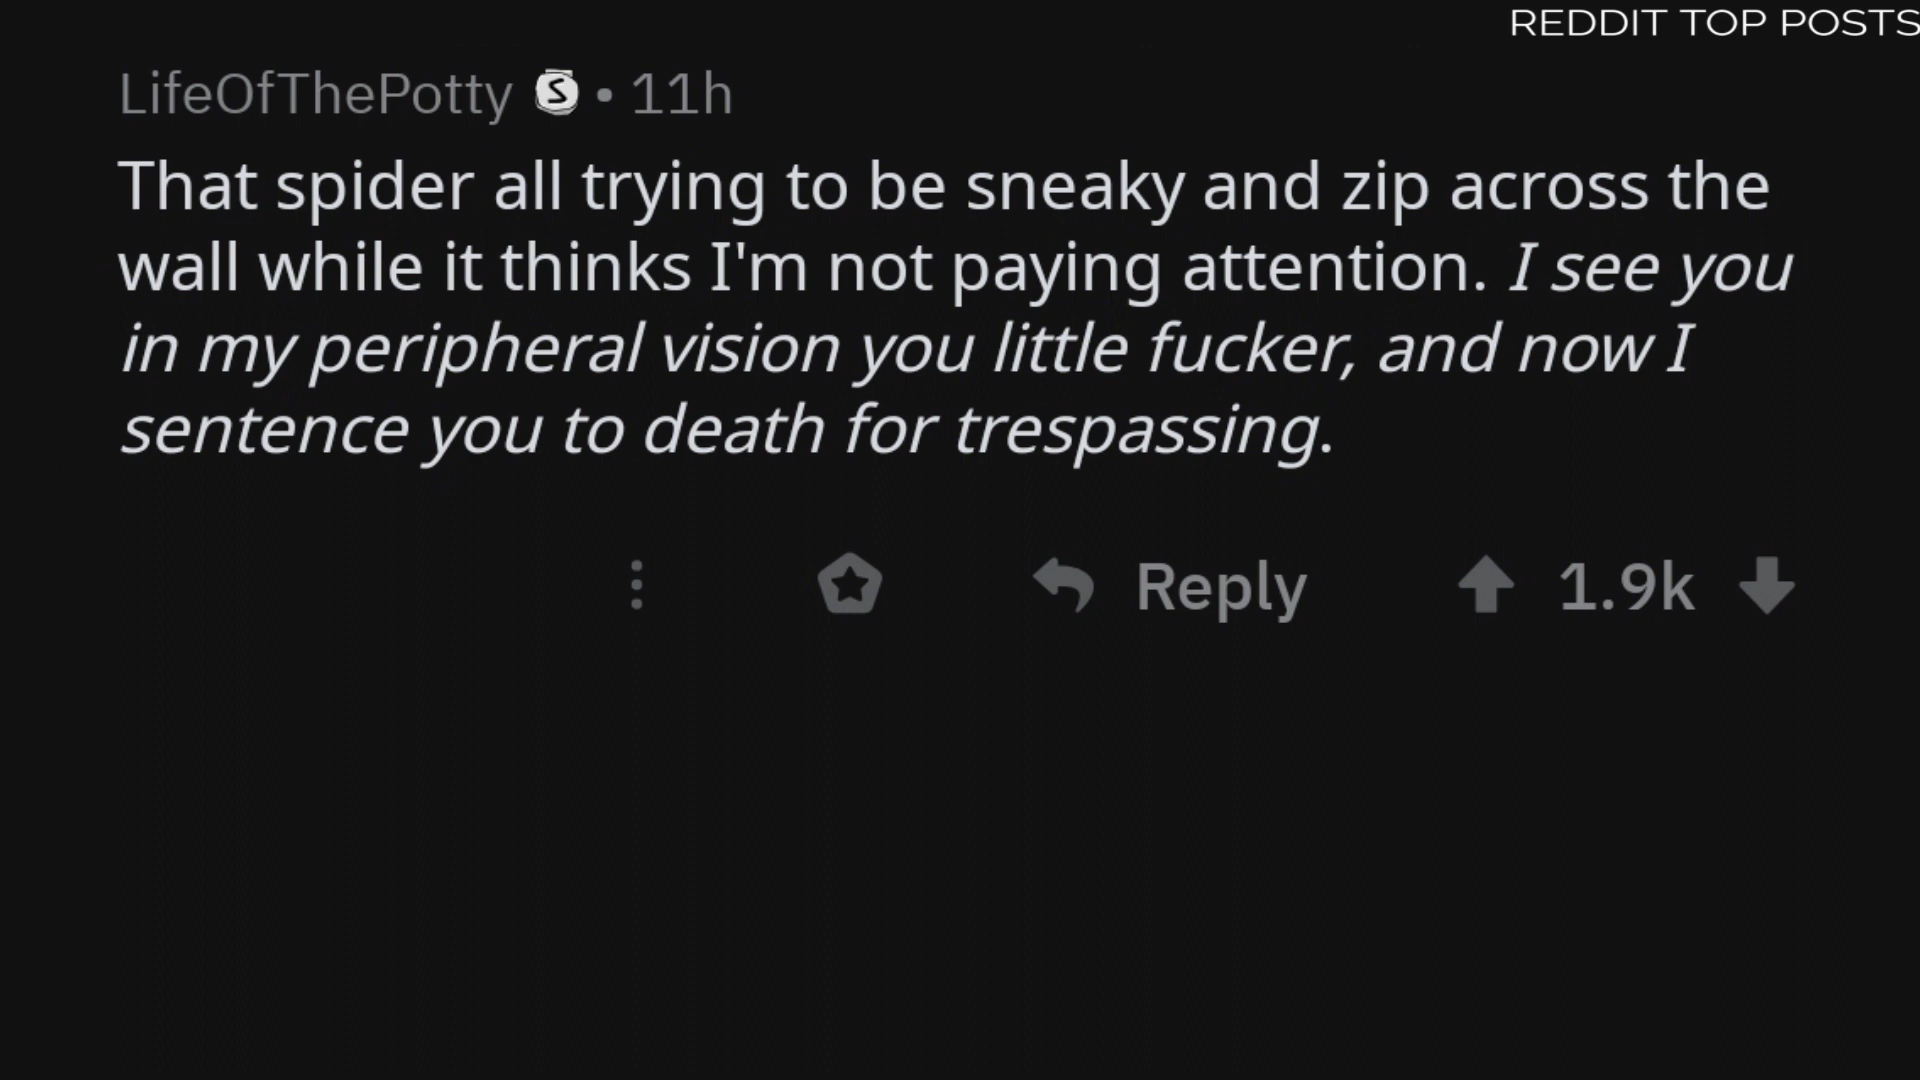 REDDIT TOP POSTS
LifeOfThePotty S • 11h
That spider all trying to be sneaky and zip across the
wall while it thinks I'm not paying attention. I see you
in my peripheral vision you little fucker, and now I
sentence you to death for trespassing.
Reply 1.9k